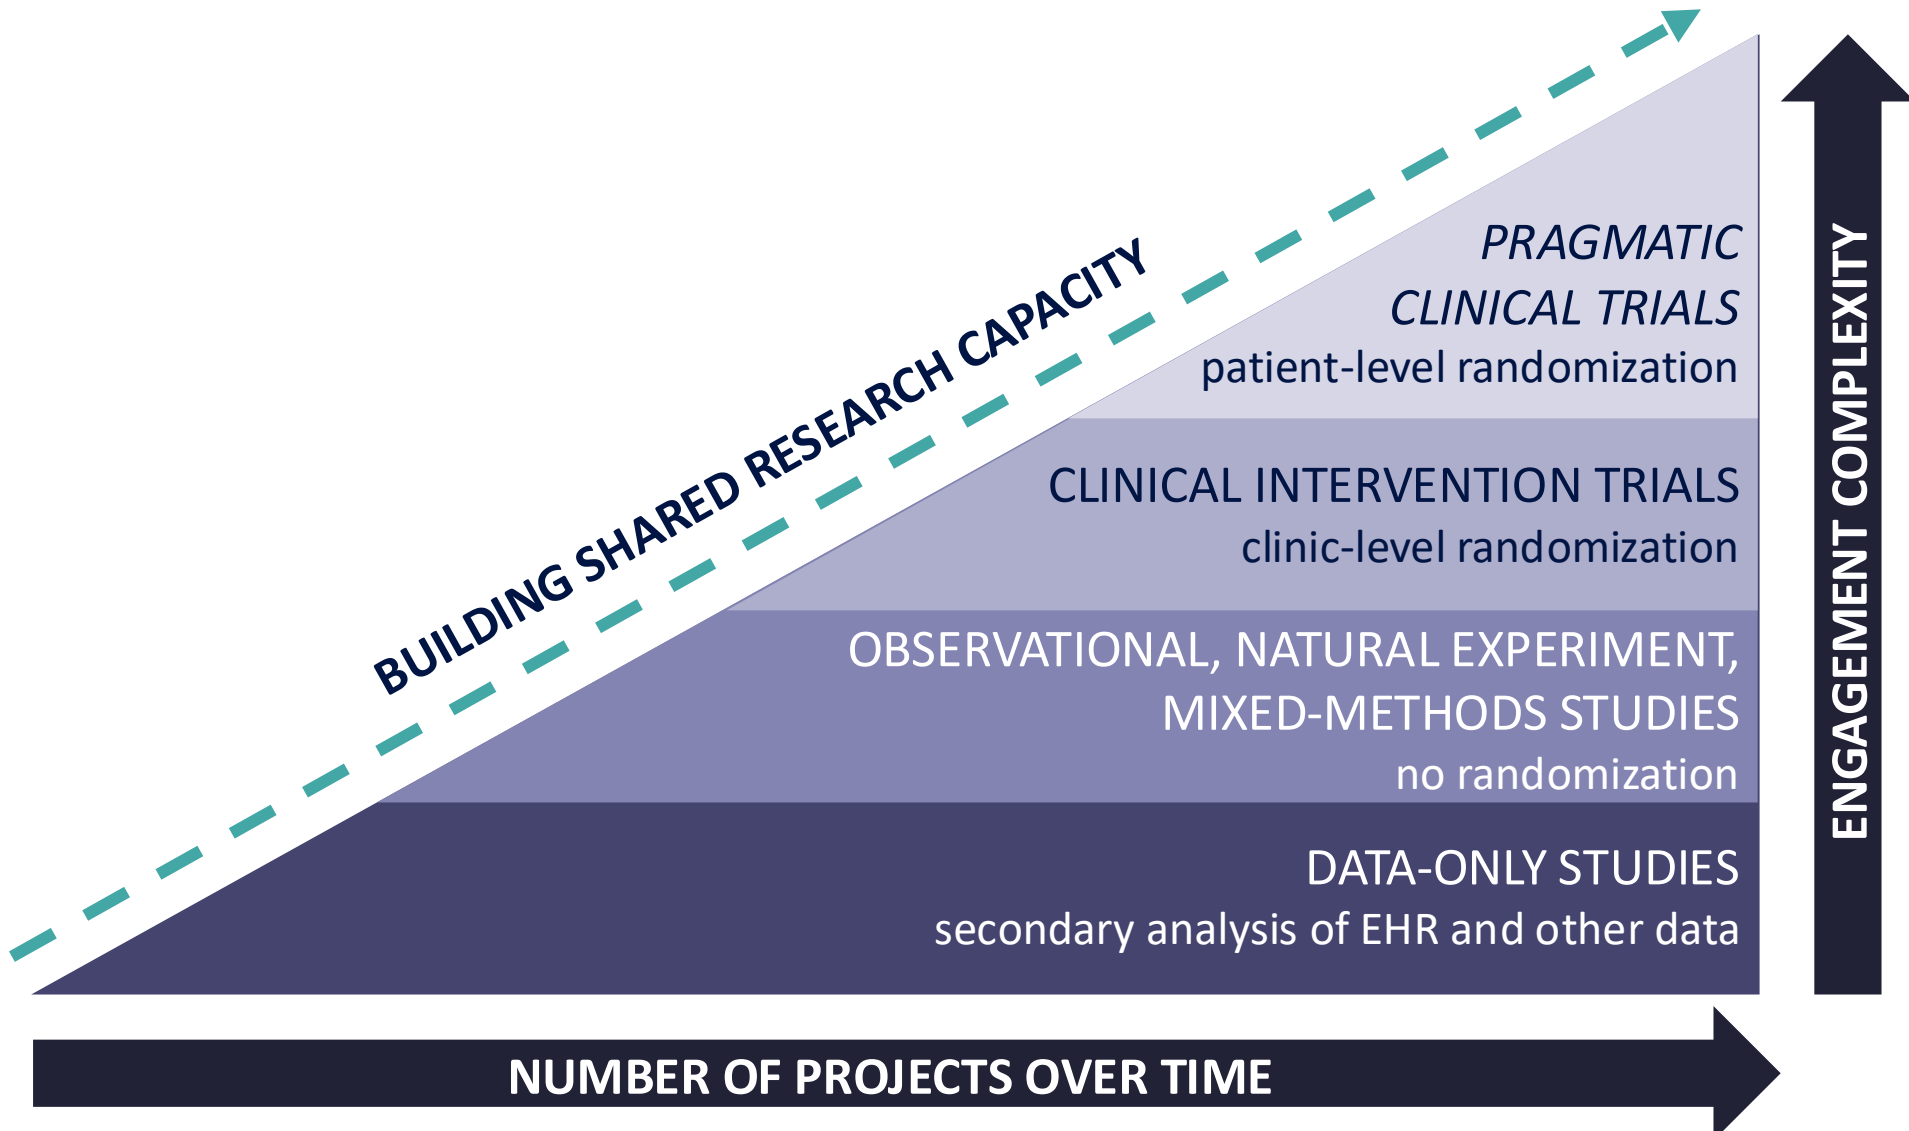 BUILDING SHARED RESEARCH CAPACITY
PRAGMATIC
CLINICAL TRIALS
patient-level randomization
CLINICAL INTERVENTION TRIALS
clinic-level randomization
OBSERVATIONAL, NATURAL EXPERIMENT,
MIXED-METHODS STUDIES
no randomization
DATA-ONLY STUDIES
secondary analysis of EHR and other data
ENGAGEMENT COMPLEXITY
NUMBER OF PROJECTS OVER TIME